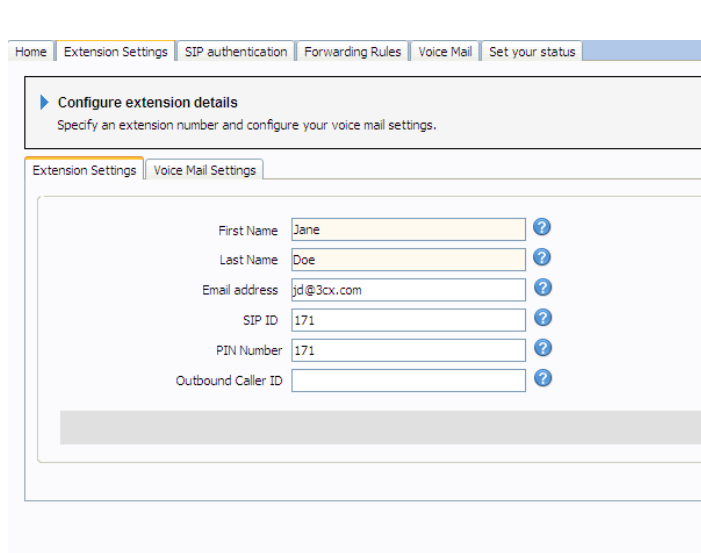 Home Extension Settings SIP authentication Forwarding Rules Voice Mail Set your status
Configure extension details
Specify an extension number and configure your voice mail settings.
Extension Settings Voice Mail Settings
First Name Jane ?
Last Name Doe ?
Email address jd@3cx.com ?
SIP ID 171 ?
PIN Number 171 ?
Outbound Caller ID ?